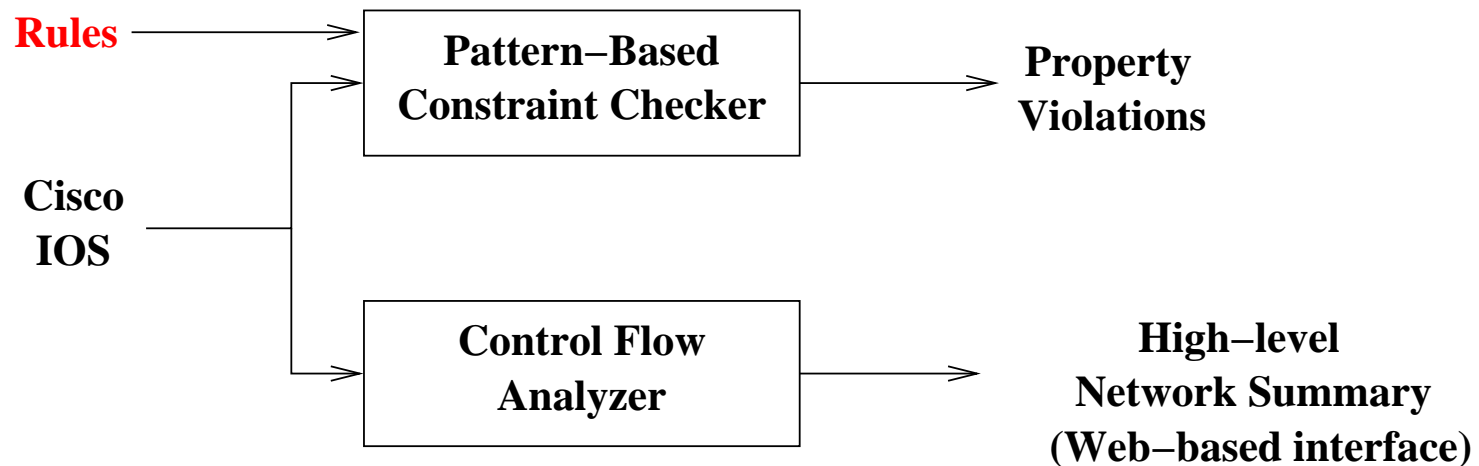 Rules
Pattern–Based
Constraint Checker
Property
Violations
Cisco
IOS
Control Flow
Analyzer
High–level
Network Summary
(Web–based interface)